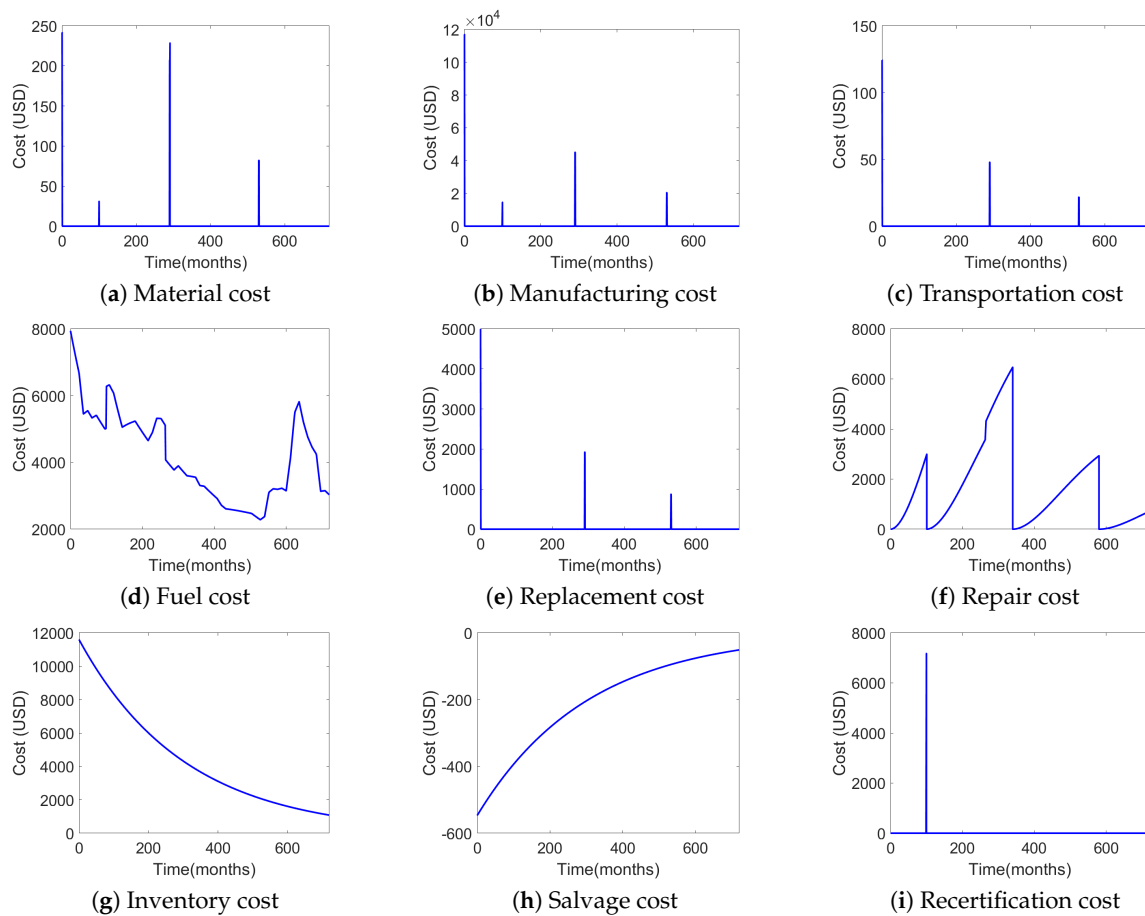 250
200
150
100
50
0
Cost (USD)
0 200 400 600
Time(months)
(a) Material cost
×10⁴
12
10
8
6
4
2
0
Cost (USD)
0 200 400 600
Time(months)
(b) Manufacturing cost
150
100
50
0
Cost (USD)
0 200 400 600
Time(months)
(c) Transportation cost
8000
6000
4000
2000
Cost (USD)
0 200 400 600
Time(months)
(d) Fuel cost
5000
4000
3000
2000
1000
0
Cost (USD)
0 200 400 600
Time(months)
(e) Replacement cost
8000
6000
4000
2000
0
Cost (USD)
0 200 400 600
Time(months)
(f) Repair cost
12000
10000
8000
6000
4000
2000
0
Cost (USD)
0 200 400 600
Time(months)
(g) Inventory cost
0
-200
-400
-600
Cost (USD)
0 200 400 600
Time(months)
(h) Salvage cost
8000
6000
4000
2000
0
Cost (USD)
0 200 400 600
Time(months)
(i) Recertification cost